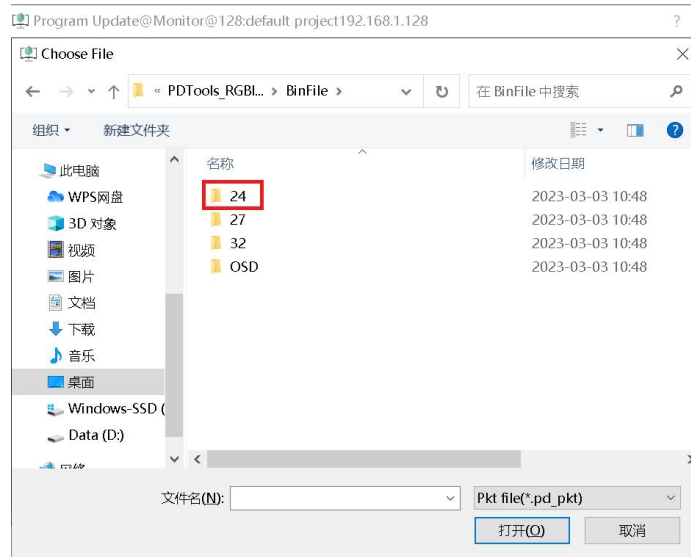 Program Update@Monitor@128:default project192.168.1.128 ?
Choose File
« PDTools_RGBI... > BinFile > 在 BinFile 中搜索
组织 新建文件夹 ?
名称 修改日期
此电脑
WPS网盘
3D 对象
视频
图片
文档
下载
音乐
桌面
Windows-SSD (
Data (D:)
网络
24 2023-03-03 10:48
27 2023-03-03 10:48
32 2023-03-03 10:48
OSD 2023-03-03 10:48
文件名(N): Pkt file(*.pd_pkt)
打开(O) 取消